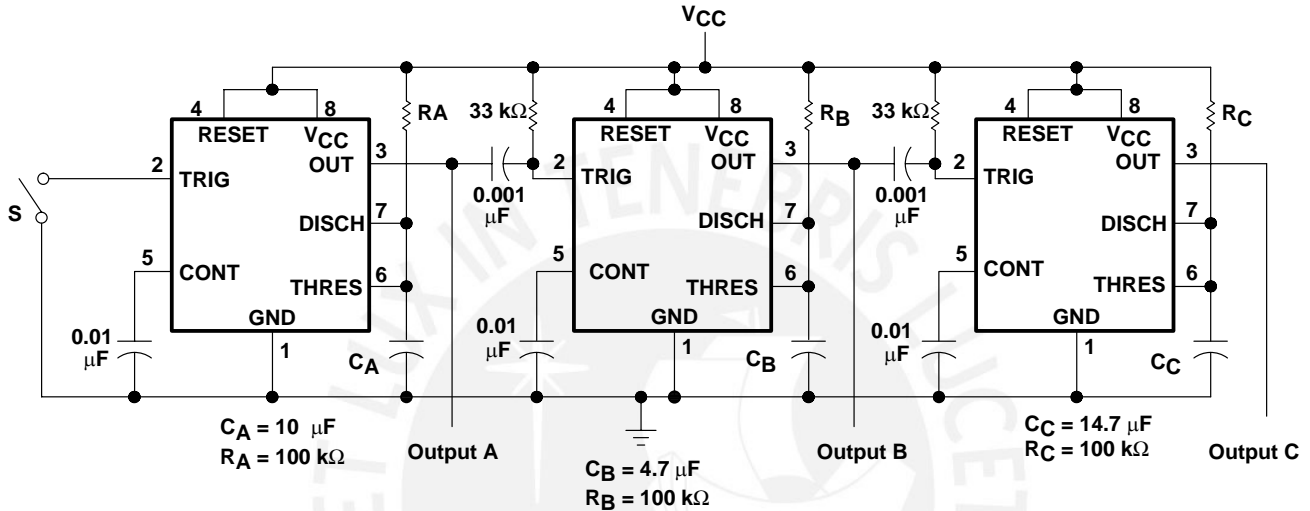 VCC
RA
33 kΩ
RB
33 kΩ
RC
4
8
RESET
VCC
2
TRIG
OUT
3
DISCH
7
5
CONT
THRES
6
GND
1
S
0.01
µF
CA
0.001
µF
4
8
RESET
VCC
2
TRIG
OUT
3
DISCH
7
5
CONT
THRES
6
GND
1
0.01
µF
CB
0.001
µF
4
8
RESET
VCC
2
TRIG
OUT
3
DISCH
7
5
CONT
THRES
6
GND
1
0.01
µF
CC
CA = 10 µF
RA = 100 kΩ
Output A
CB = 4.7 µF
RB = 100 kΩ
Output B
CC = 14.7 µF
RC = 100 kΩ
Output C
ET LUX IN TENEBRIS LUCET